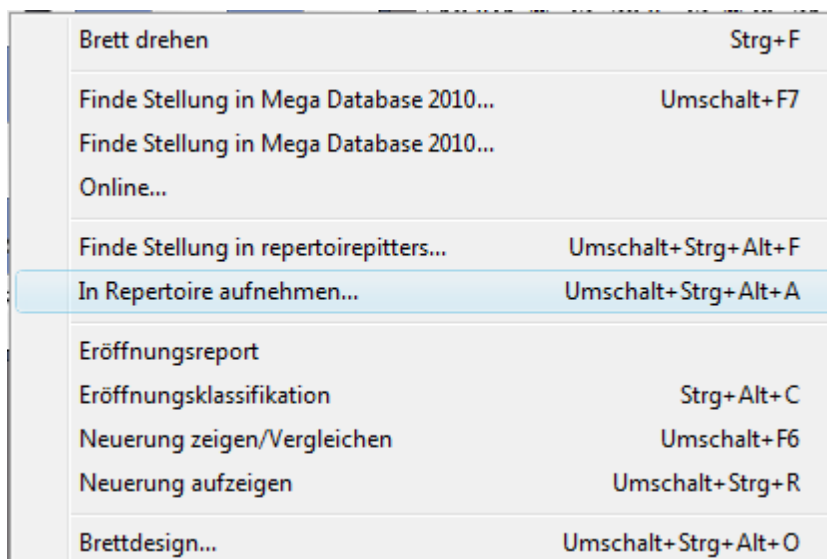 Brett drehen Strg+F
Finde Stellung in Mega Database 2010... Umschalt+F7
Finde Stellung in Mega Database 2010...
Online...
Finde Stellung in repertoirepitters... Umschalt+Strg+Alt+F
In Repertoire aufnehmen... Umschalt+Strg+Alt+A
Eröffnungsreport
Eröffnungsklassifikation Strg+Alt+C
Neuerung zeigen/Vergleichen Umschalt+F6
Neuerung aufzeigen Umschalt+Strg+R
Brettdesign... Umschalt+Strg+Alt+O